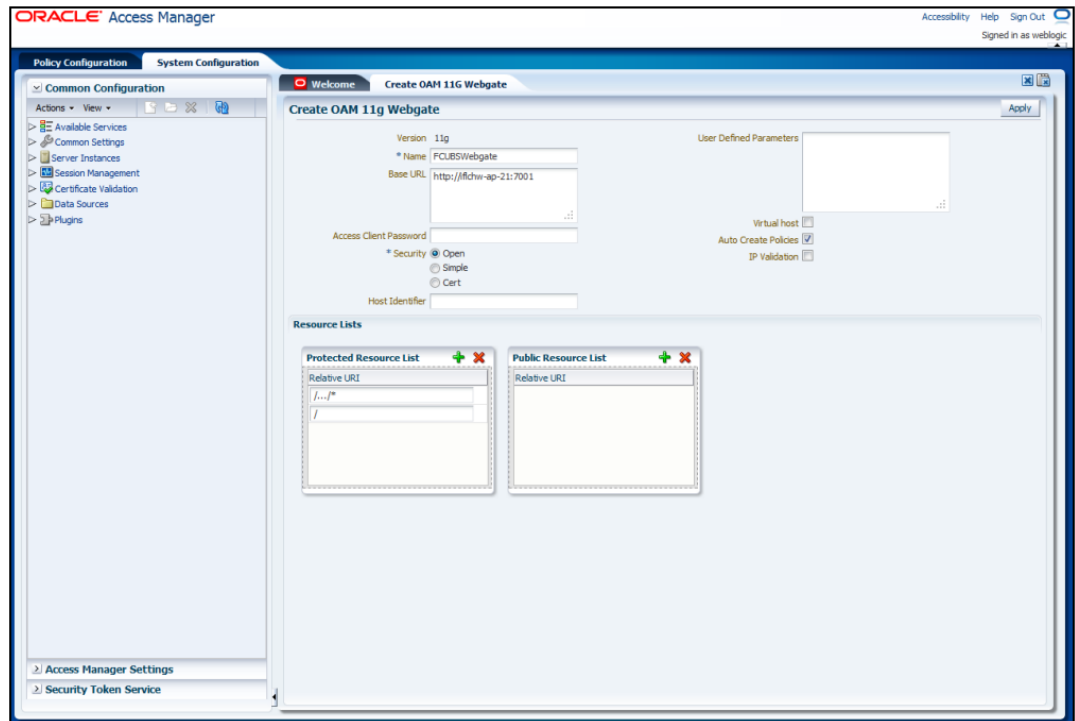 ORACLE® Access Manager
Accessibility Help Sign Out
Signed in as weblogic
Policy Configuration System Configuration
Common Configuration
Actions View
Available Services
Common Settings
Server Instances
Session Management
Certificate Validation
Data Sources
Plugins
Access Manager Settings
Security Token Service
Welcome Create OAM 11G Webgate
Create OAM 11g Webgate Apply
Version 11g
* Name FCUBSWebgate
Base URL http://iflchw-ap-21:7001
Access Client Password
* Security Open
Simple
Cert
Host Identifier
User Defined Parameters
Virtual host
Auto Create Policies
IP Validation
Resource Lists
Protected Resource List
Relative URI
/.../*
/
Public Resource List
Relative URI